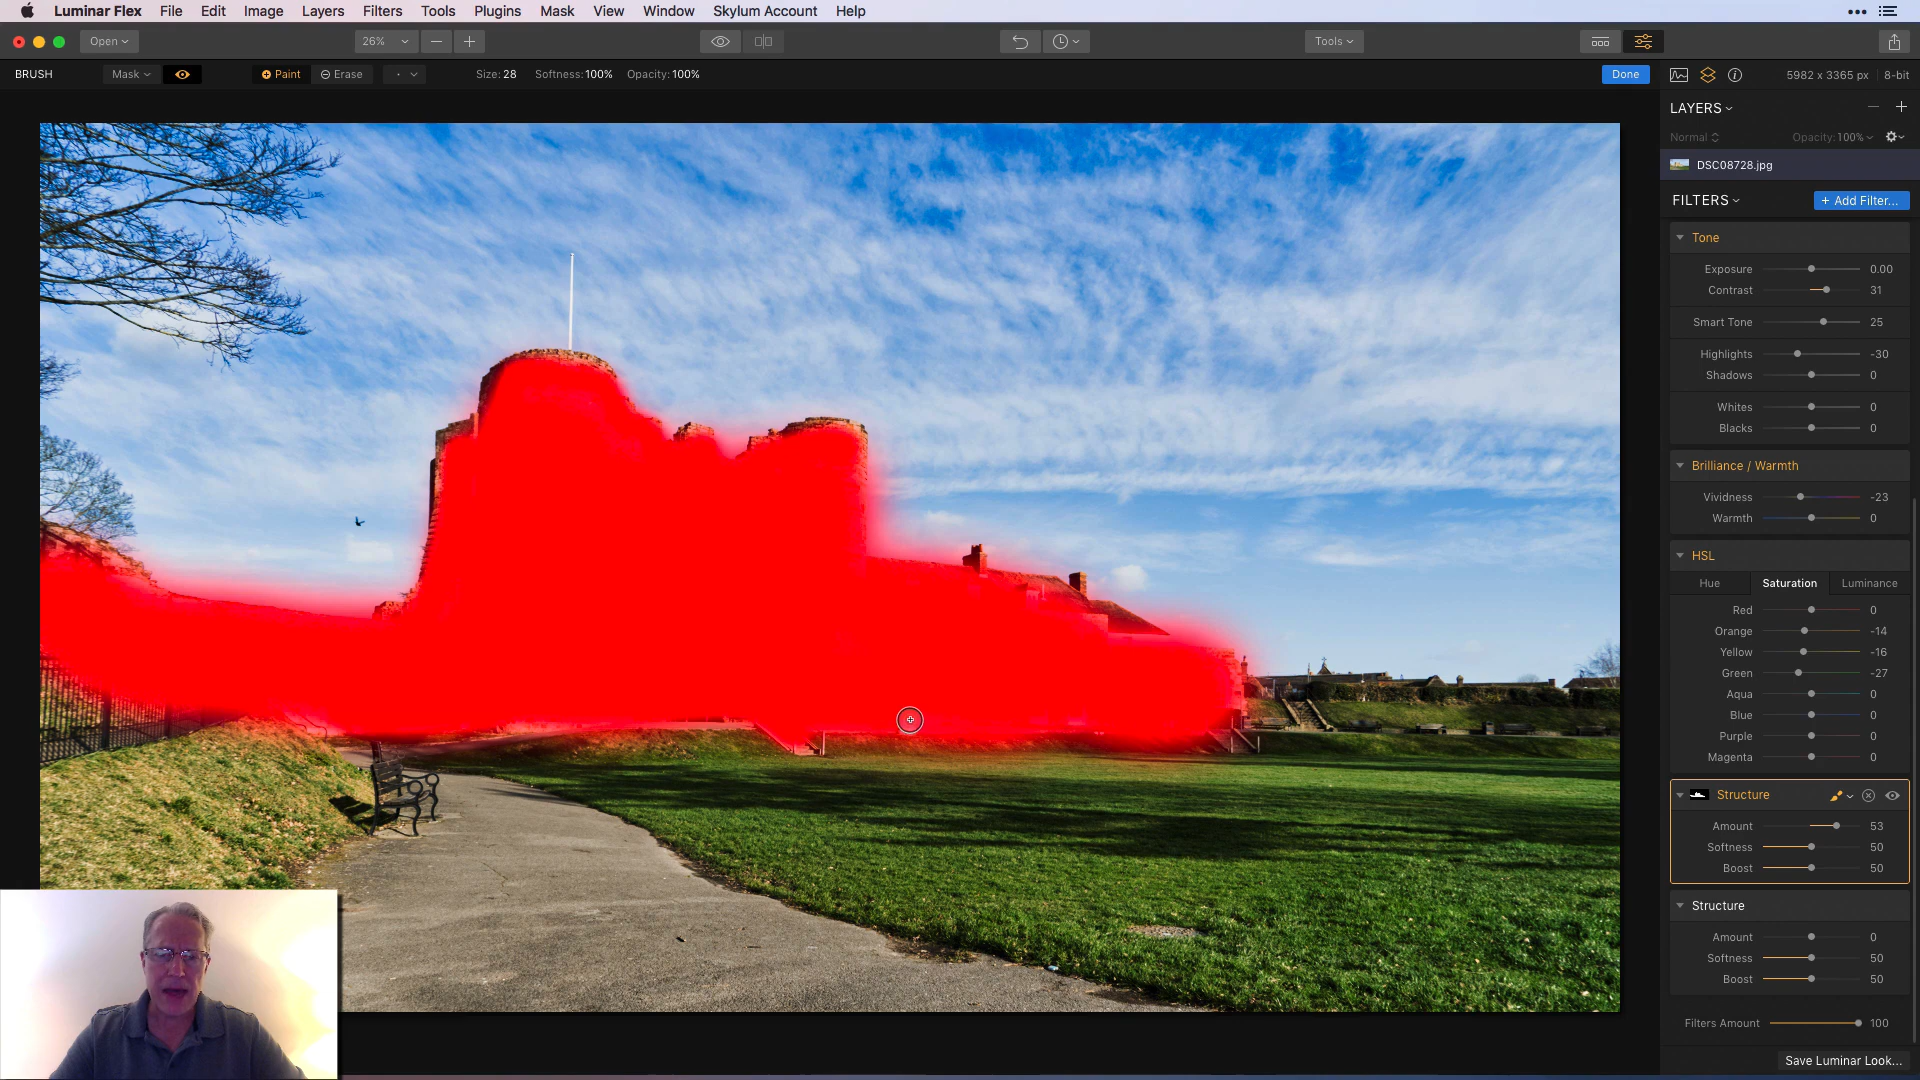 Luminar Flex File Edit Image Layers Filters Tools Plugins Mask View Window Skylum Account Help
Open 26% Tools
BRUSH Mask Paint Erase Size: 28 Softness: 100% Opacity: 100% Done 5982 x 3365 px 8-bit
LAYERS
Normal Opacity: 100%
DSC08728.jpg
FILTERS + Add Filter...
Tone
Exposure 0.00
Contrast 31
Smart Tone 25
Highlights -30
Shadows 0
Whites 0
Blacks 0
Brilliance / Warmth
Vividness -23
Warmth 0
HSL
Hue Saturation Luminance
Red 0
Orange -14
Yellow -16
Green -27
Aqua 0
Blue 0
Purple 0
Magenta 0
Structure
Amount 53
Softness 50
Boost 50
Structure
Amount 0
Softness 50
Boost 50
Filters Amount 100
Save Luminar Look...